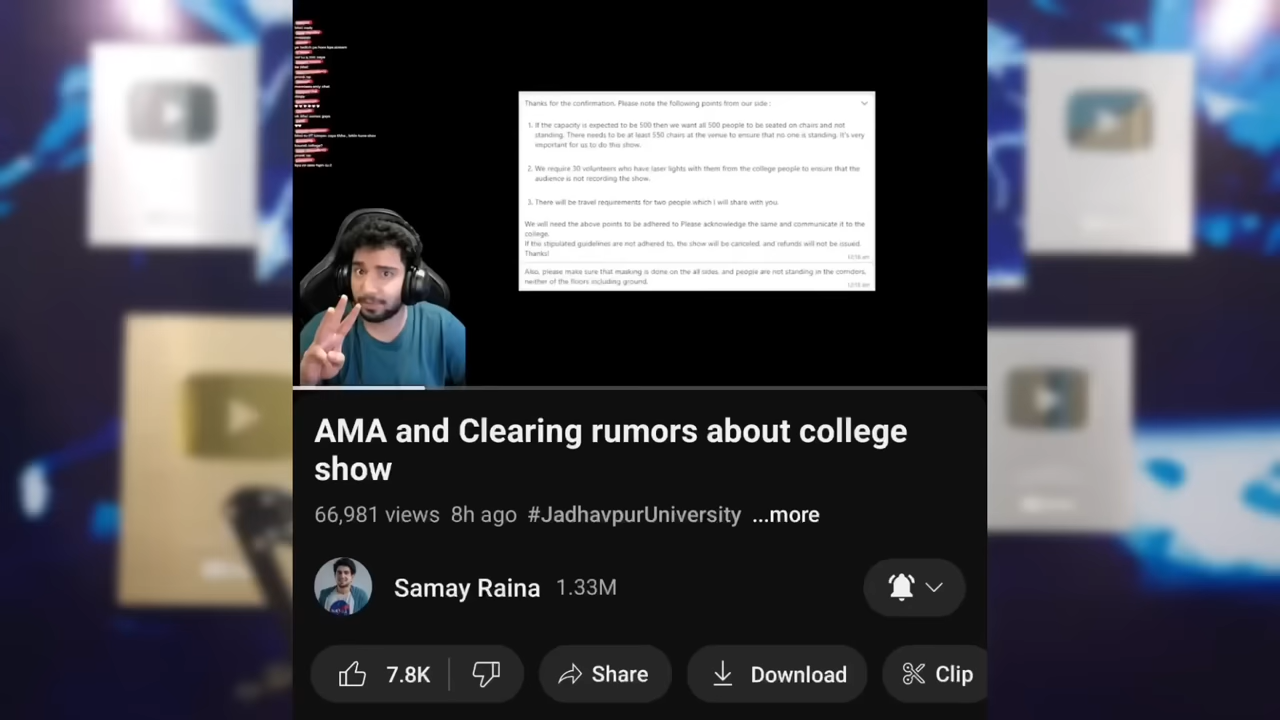 Thanks for the confirmation. Please note the following points from our side :
1. If the capacity is expected to be 500 then we want all 500 people to be seated on chairs and not
standing. There needs to be at least 550 chairs at the venue to ensure that no one is standing. It's very
important for us to do this show.
2. We require 30 volunteers who have laser lights with them from the college people to ensure that the
audience is not recording the show.
3. There will be travel requirements for two people which I will share with you.
We will need the above points to be adhered to Please acknowledge the same and communicate it to the
college.
If this stipulated guidelines are not adhered to, the show will be canceled, and refunds will not be issued.
Thanks!
Also, please make sure that masking is done on the all sides, and people are not standing in the corridors,
neither of the floors including ground.
AMA and Clearing rumors about college
show
66,981 views 8h ago #JadhavpurUniversity ...more
Samay Raina 1.33M
7.8K Share Download Clip